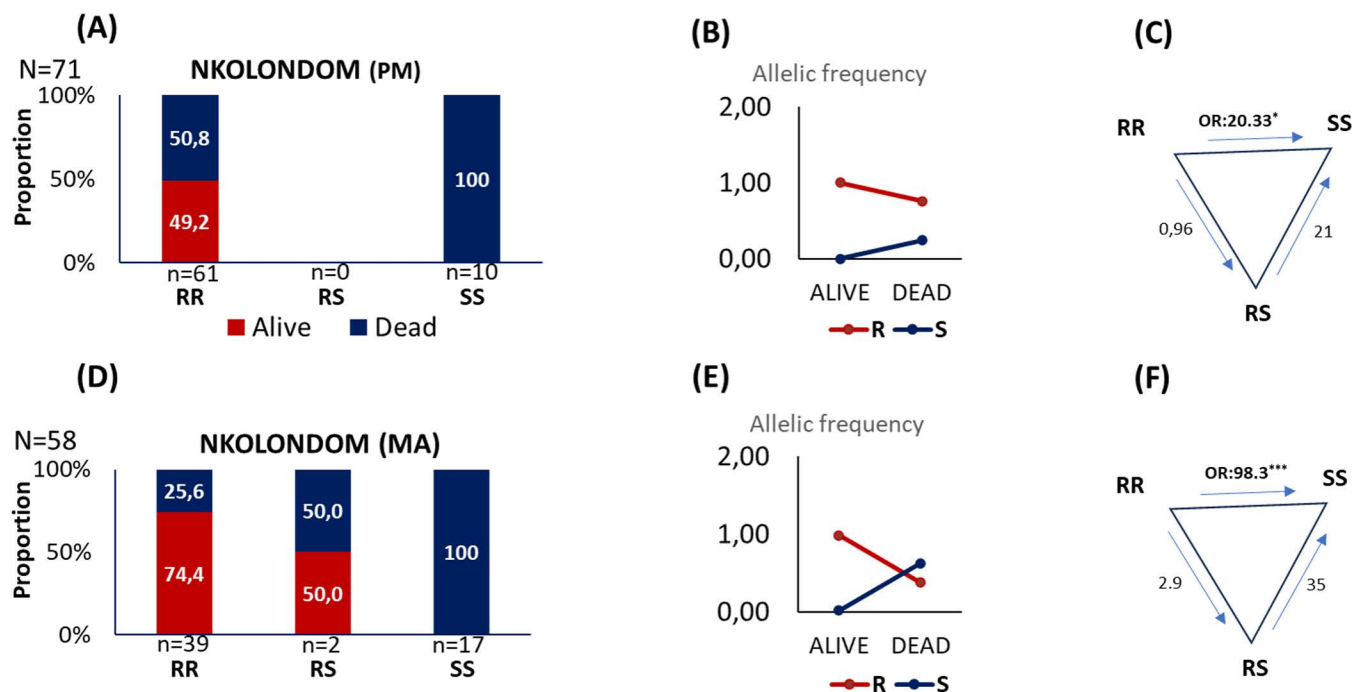 (A)
N=71
NKOLONDOM (PM)
100%
50%
0%
Proportion
50,8
49,2
100
n=61
n=0
n=10
RR
RS
SS
Alive
Dead
(B)
Allelic frequency
2,00
1,00
0,00
ALIVE
DEAD
R
S
(C)
OR:20.33*
RR
SS
0,96
21
RS
(D)
N=58
NKOLONDOM (MA)
100%
50%
0%
Proportion
25,6
74,4
50,0
50,0
100
n=39
n=2
n=17
RR
RS
SS
(E)
Allelic frequency
2,00
1,00
0,00
ALIVE
DEAD
R
S
(F)
OR:98.3***
RR
SS
2.9
35
RS